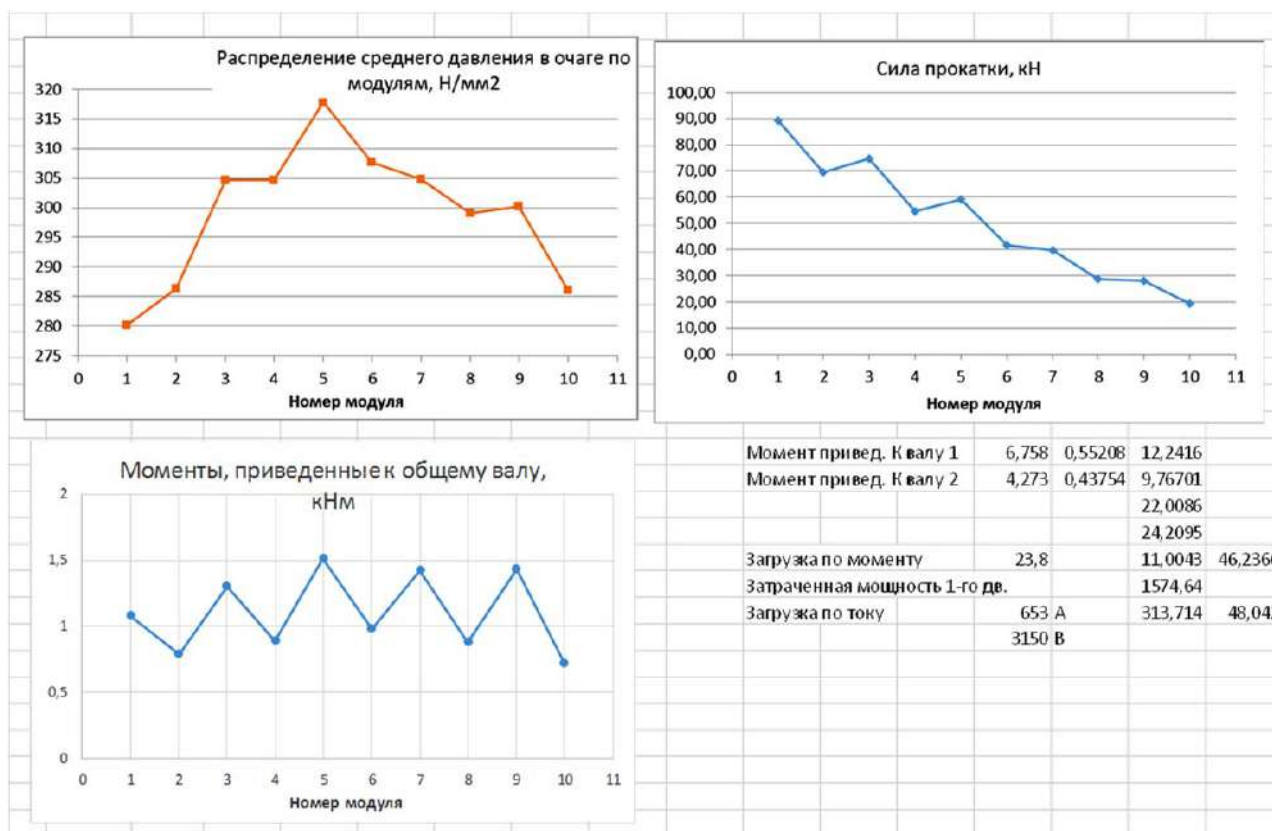 Распределение среднего давления в очаге по
модулям, Н/мм2
320
315
310
305
300
295
290
285
280
275
0 1 2 3 4 5 6 7 8 9 10 11
Номер модуля
Сила прокатки, кН
100,00
90,00
80,00
70,00
60,00
50,00
40,00
30,00
20,00
10,00
0,00
0 1 2 3 4 5 6 7 8 9 10 11
Номер модуля
Моменты, приведенные к общему валу,
кНм
2
1,5
1
0,5
0
0 1 2 3 4 5 6 7 8 9 10 11
Номер модуля
Момент привед. К валу 1 6,758 0,55208 12,2416
Момент привед. К валу 2 4,273 0,43754 9,76701
22,0086
24,2095
Загрузка по моменту 23,8 11,0043
Затраченная мощность 1-го дв. 1574,64
Загрузка по току 653 А 313,714
3150 В